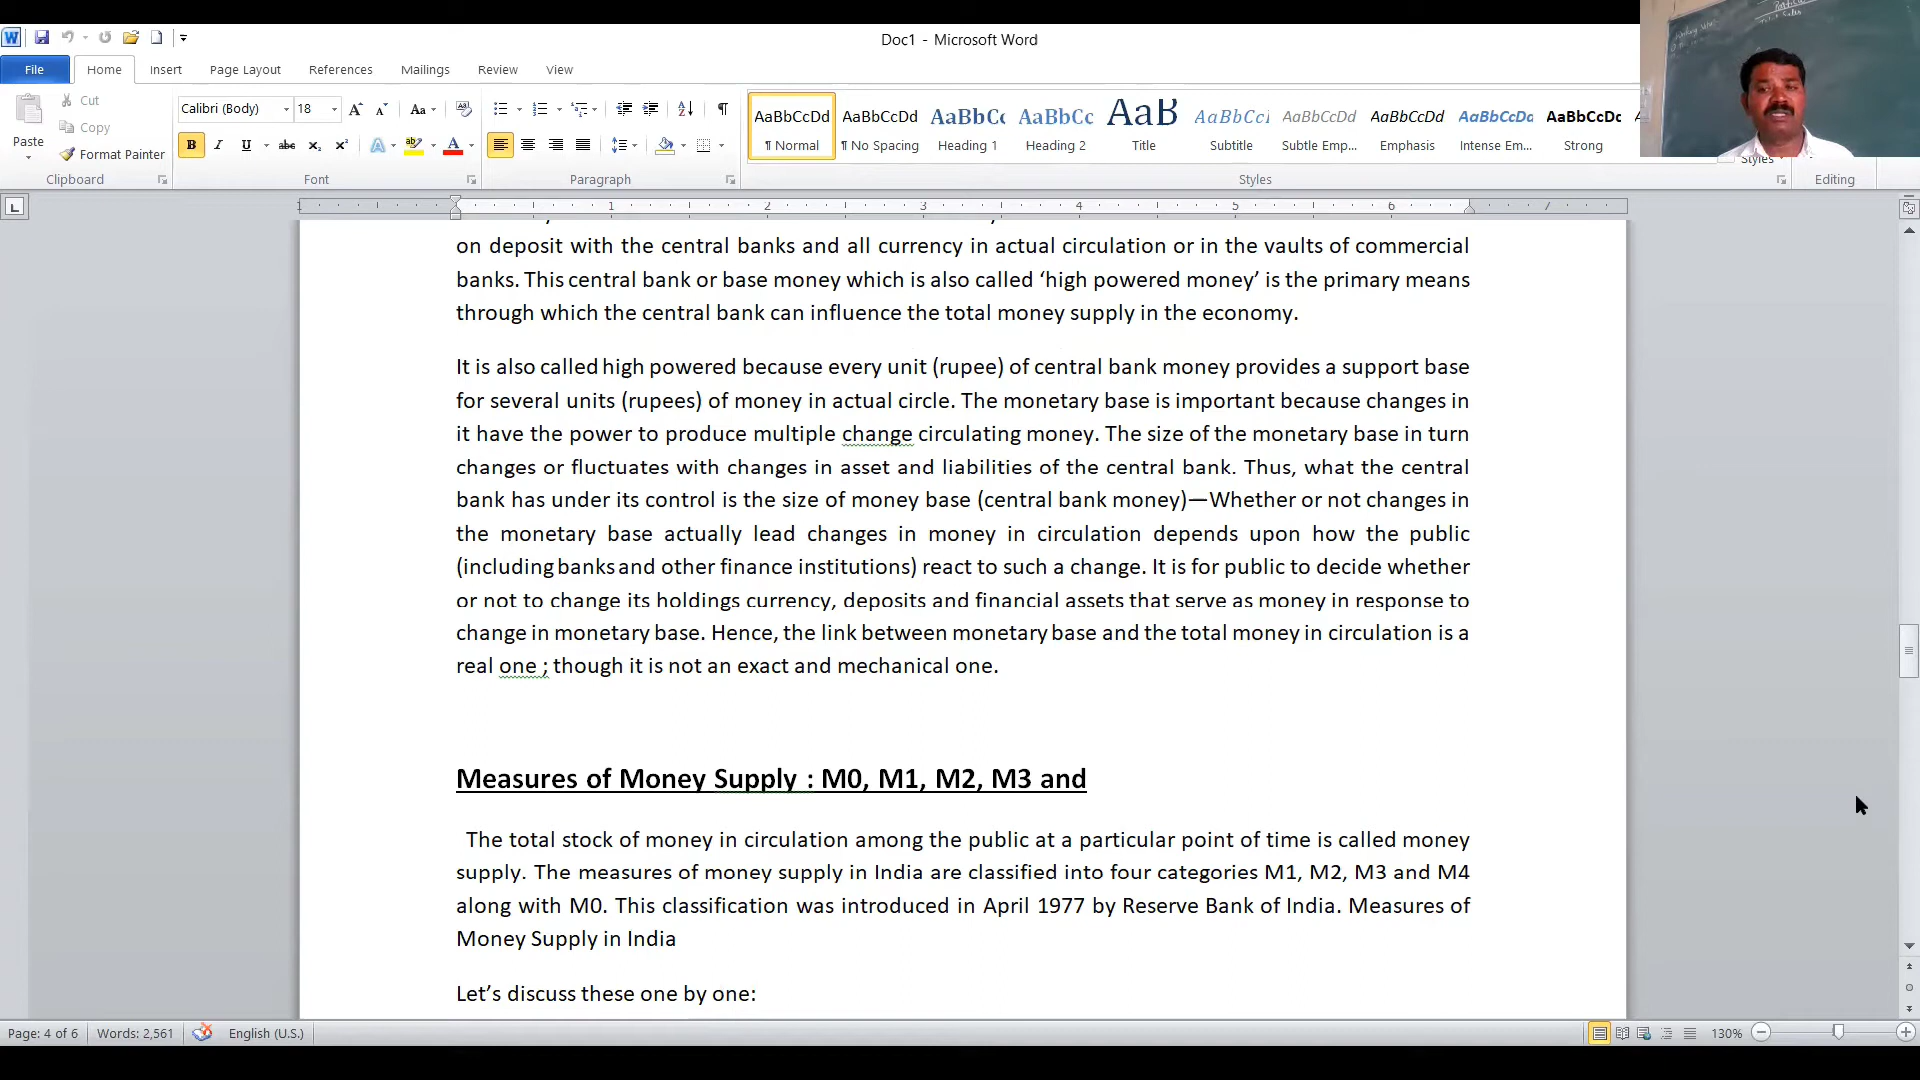 Doc1 - Microsoft Word
File Home Insert Page Layout References Mailings Review View
Paste
Cut
Copy
Format Painter
Clipboard
Calibri (Body) 18
Font
Paragraph
AaBbCcDd AaBbCcDd AaBbCc AaBbCc AaB AaBbCcI AaBbCcDd AaBbCcDd AaBbCcDd AaBbCcDc
¶ Normal ¶ No Spacing Heading 1 Heading 2 Title Subtitle Subtle Emp... Emphasis Intense Em... Strong
Styles
Styles
Editing
1 1 2 3 4 5 6 7
on deposit with the central banks and all currency in actual circulation or in the vaults of commercial
banks. This central bank or base money which is also called ‘high powered money’ is the primary means
through which the central bank can influence the total money supply in the economy.
It is also called high powered because every unit (rupee) of central bank money provides a support base
for several units (rupees) of money in actual circle. The monetary base is important because changes in
it have the power to produce multiple change circulating money. The size of the monetary base in turn
changes or fluctuates with changes in asset and liabilities of the central bank. Thus, what the central
bank has under its control is the size of money base (central bank money)—Whether or not changes in
the monetary base actually lead changes in money in circulation depends upon how the public
(including banks and other finance institutions) react to such a change. It is for public to decide whether
or not to change its holdings currency, deposits and financial assets that serve as money in response to
change in monetary base. Hence, the link between monetary base and the total money in circulation is a
real one ; though it is not an exact and mechanical one.
Measures of Money Supply : M0, M1, M2, M3 and
The total stock of money in circulation among the public at a particular point of time is called money
supply. The measures of money supply in India are classified into four categories M1, M2, M3 and M4
along with M0. This classification was introduced in April 1977 by Reserve Bank of India. Measures of
Money Supply in India
Let’s discuss these one by one:
Page: 4 of 6 Words: 2,561 English (U.S.) 130%